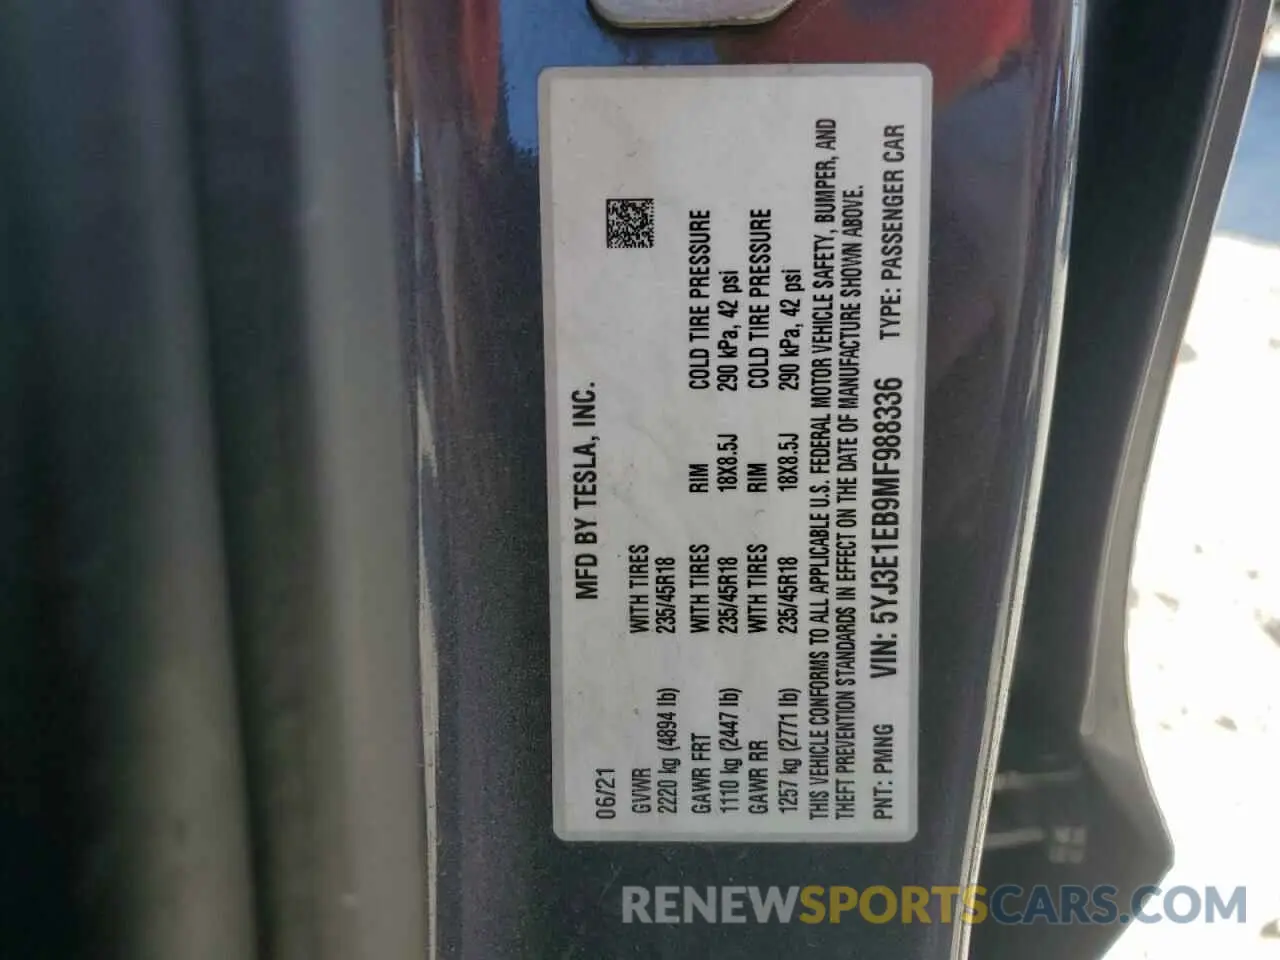 MFD BY TESLA, INC.
06/21
GVWR WITH TIRES
2220 kg (4894 lb) 235/45R18
GAWR FRT WITH TIRES RIM COLD TIRE PRESSURE
1110 kg (2447 lb) 235/45R18 18X8.5J 290 kPa, 42 psi
GAWR RR WITH TIRES RIM COLD TIRE PRESSURE
1257 kg (2771 lb) 235/45R18 18X8.5J 290 kPa, 42 psi
THIS VEHICLE CONFORMS TO ALL APPLICABLE U.S. FEDERAL MOTOR VEHICLE SAFETY, BUMPER, AND
THEFT PREVENTION STANDARDS IN EFFECT ON THE DATE OF MANUFACTURE SHOWN ABOVE.
PNT: PMNG VIN: 5YJ3E1EB9MF988336 TYPE: PASSENGER CAR
RENEWSPORTSCARS.COM